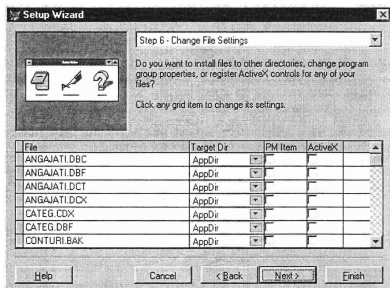 Setup Wizard
Step 6 - Change File Settings
Do you want to install files to other directories, change program
group properties, or register ActiveX controls for any of your
files?
Click any grid item to change its settings.
File Target Dir PM Item ActiveX
ANGAJATI.DBC AppDir
ANGAJATI.DBF AppDir
ANGAJATI.DCT AppDir
ANGAJATI.DCX AppDir
CATEG.CDX AppDir
CATEG.DBF AppDir
CONTURI.BAK AppDir
Help Cancel < Back Next > Finish